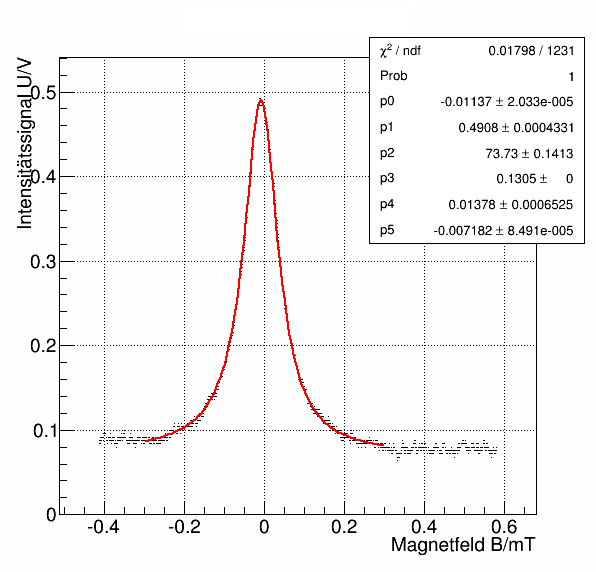 χ² / ndf 0.01798 / 1231
Prob 1
p0 -0.01137 ± 2.033e-005
p1 0.4908 ± 0.0004331
p2 73.73 ± 0.1413
p3 0.1305 ± 0
p4 0.01378 ± 0.0006525
p5 -0.007182 ± 8.491e-005
Intensitätssignal U/V
0.5
0.4
0.3
0.2
0.1
0
-0.4 -0.2 0 0.2 0.4 0.6
Magnetfeld B/mT